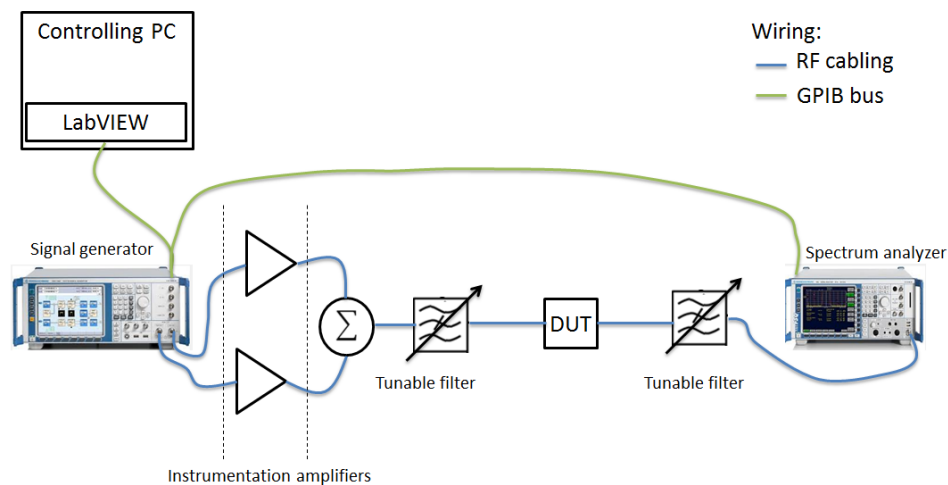 Controlling PC
LabVIEW
Wiring:
RF cabling
GPIB bus
Signal generator
Spectrum analyzer
Σ
DUT
Tunable filter
Tunable filter
Instrumentation amplifiers